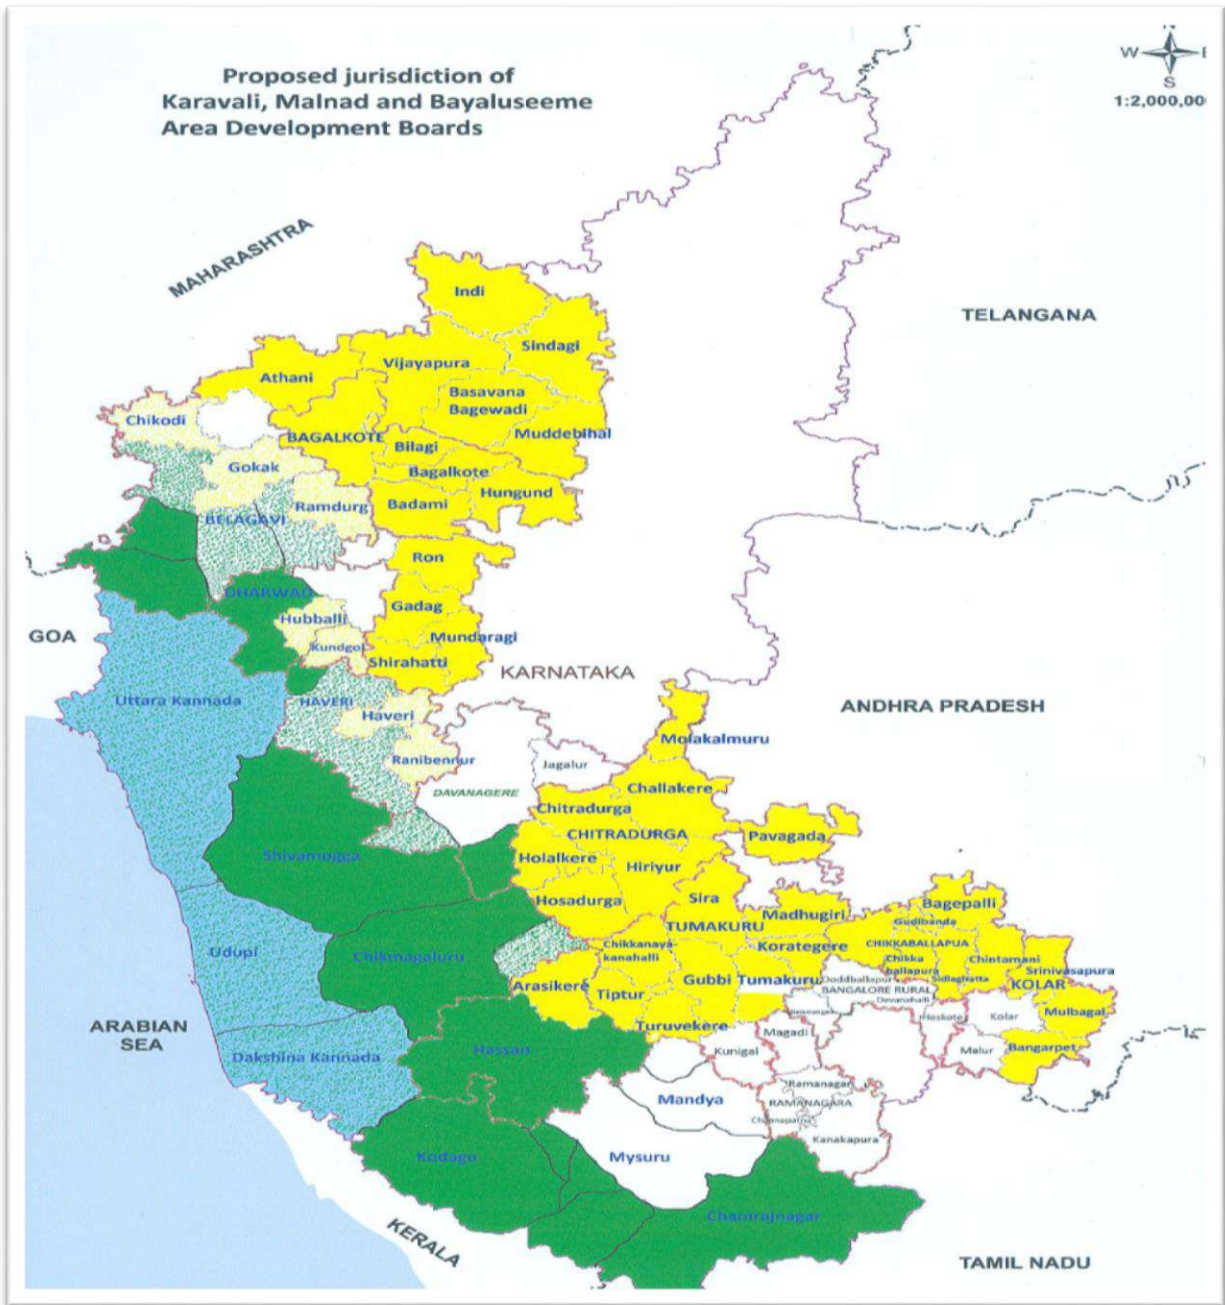 Proposed jurisdiction of
Karavali, Malnad and Bayaluseeme
Area Development Boards
W
S
1:2,000,00
MAHARASHTRA
TELANGANA
Indi
Sindagi
Vijayapura
Athani
Basavana
Bagewadi
Chikodi
BAGALKOTE
Muddebihal
Bilagi
Gokak
Bagalkote
Hungund
Ramdurg
Badami
BELAGAVI
Ron
DHARWAD
Gadag
Hubballi
GOA
Mundaragi
Kundgol
Shirahatti
KARNATAKA
Uttara Kannada
HAVERI
Haveri
ANDHRA PRADESH
Molakalmuru
Ranibennur
Jagalur
Challakere
DAVANAGERE
Chitradurga
CHITRADURGA
Pavagada
Shivamogga
Holalkere
Hiriyur
Sira
Hosadurga
Bagepalli
Madhugiri
Gudibanda
TUMAKURU
Udupi
Chikmagaluru
Chikkanaya-
kanahalli
Korategere
CHIKKABALLAPUA
Chikka
ballapura
Chintamani
Srinivasapura
Arasikere
Tiptur
Gubbi
Tumakuru
Doddballapur
Sidlaghatta
KOLAR
BANGALORE RURAL
Devanahalli
Mulbagal
Hoskote
Kolar
Turuvekere
Magadi
ARABIAN
SEA
Dakshina Kannada
Hassan
Kunigal
Malur
Bangarpet
Ramanagar
Mandya
RAMANAGARA
Kanakapura
Kodagu
Mysuru
Chamrajnagar
KERALA
TAMIL NADU